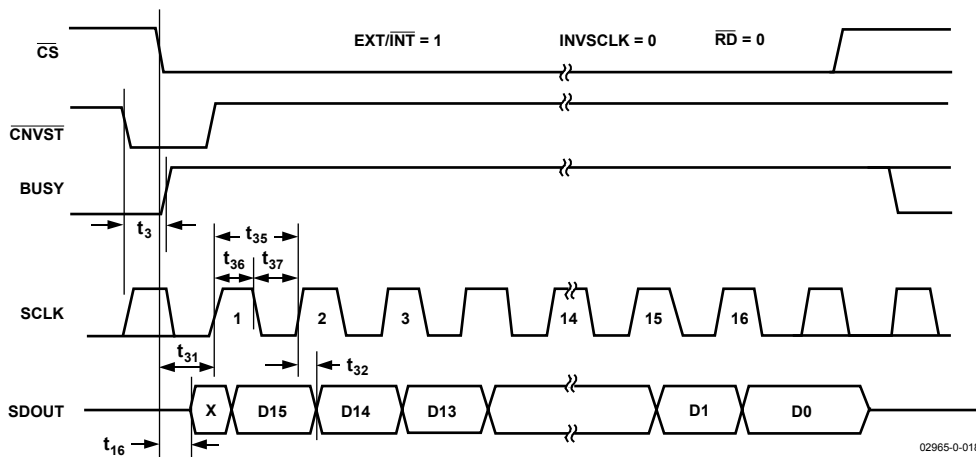 EXT/INT = 1 INVSCLK = 0 RD = 0
CS
CNVST
BUSY
t3
t35
t36 t37
SCLK
1 2 3 14 15 16
t31
t32
SDOUT
X D15 D14 D13 D1 D0
t16
02965-0-018